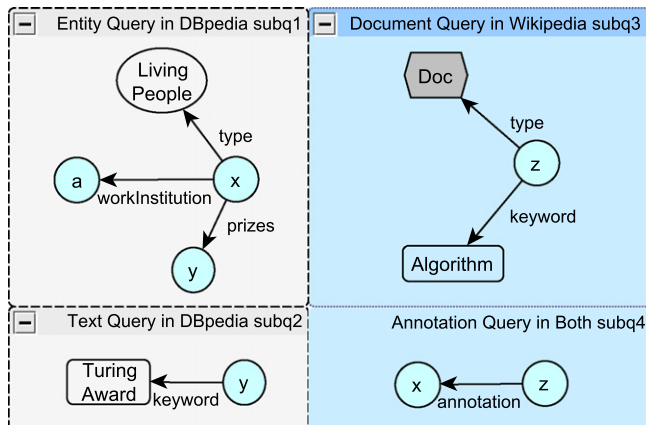 Entity Query in DBpedia subq1
Living
People
type
a
x
workInstitution
prizes
y
Document Query in Wikipedia subq3
Doc
type
z
keyword
Algorithm
Text Query in DBpedia subq2
Turing
Award
y
keyword
Annotation Query in Both subq4
x
z
annotation